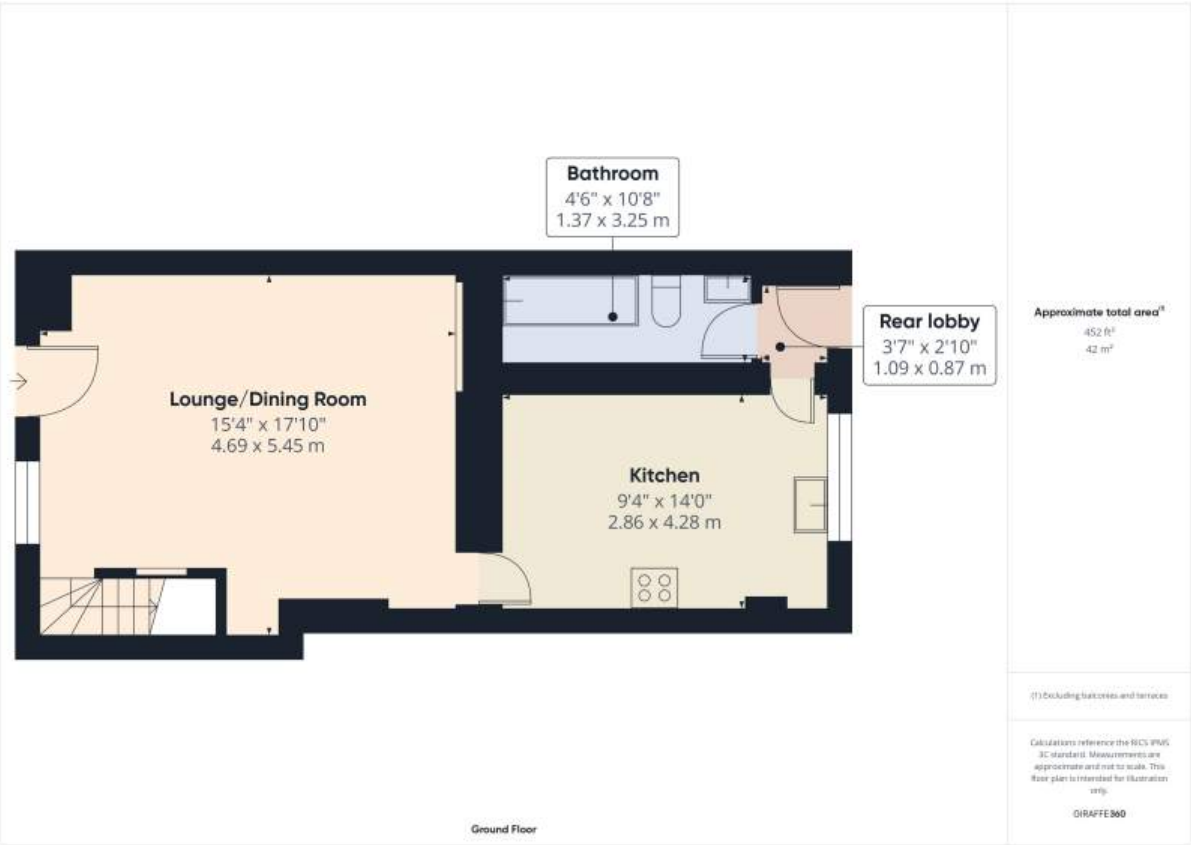 Bathroom
4'6" x 10'8"
1.37 x 3.25 m
Rear lobby
3'7" x 2'10"
1.09 x 0.87 m
Lounge/Dining Room
15'4" x 17'10"
4.69 x 5.45 m
Kitchen
9'4" x 14'0"
2.86 x 4.28 m
Ground Floor
Approximate total area⁽¹⁾
452 ft²
42 m²
(1) Excluding balconies and terraces
Calculations reference the RICS IPMS
3C standard. Measurements are
approximate and not to scale. This
floor plan is intended for illustration
only.
GIRAFFE360